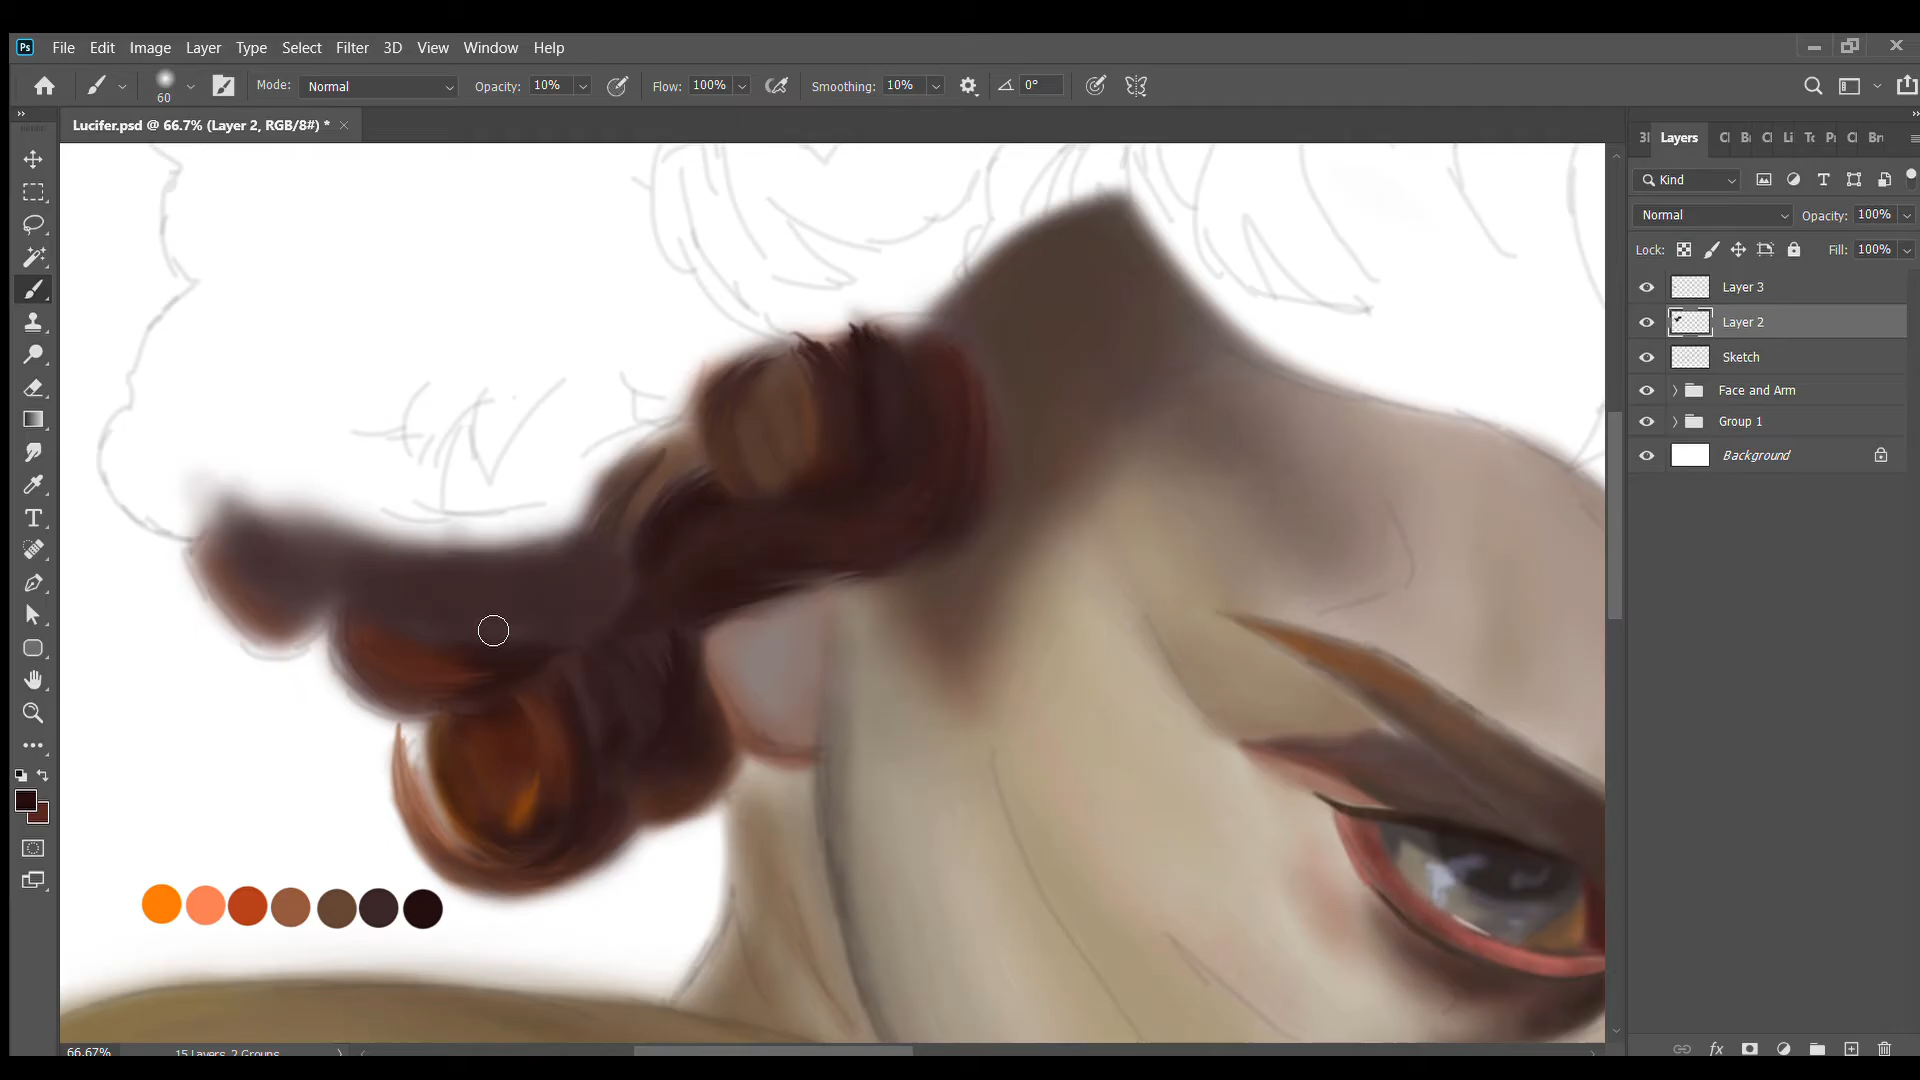 Ps File Edit Image Layer Type Select Filter 3D View Window Help
60 Mode: Normal Opacity: 10% Flow: 100% Smoothing: 10% 0°
Lucifer.psd @ 66.7% (Layer 2, RGB/8#) * ×
Layers
Kind
Normal Opacity: 100%
Lock: Fill: 100%
Layer 3
Layer 2
Sketch
Face and Arm
Group 1
Background
66.67% 15 Layers, 2 Groups